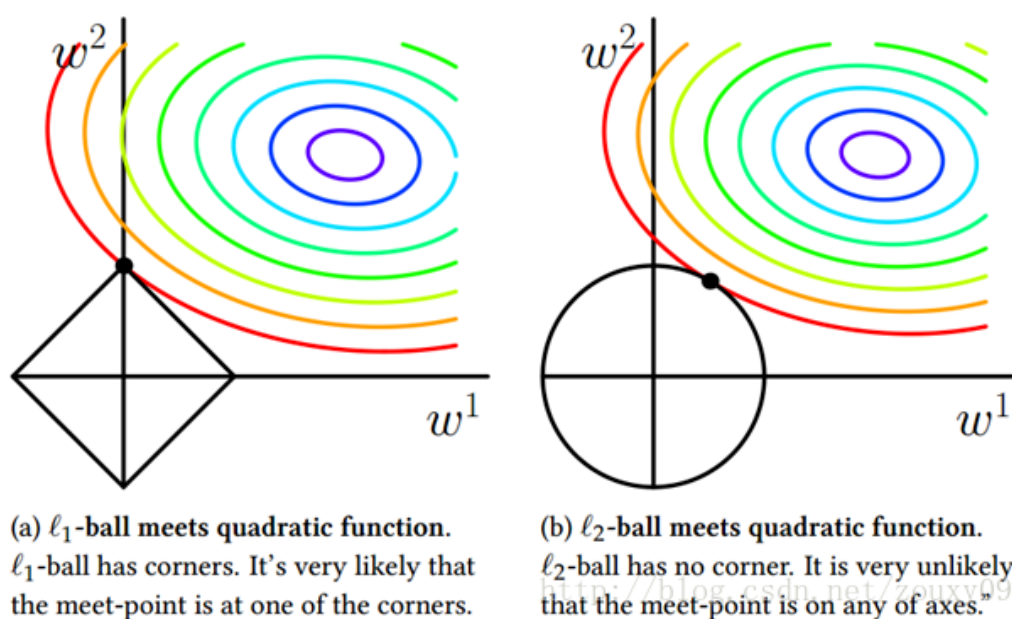 w²
w¹
(a) ℓ₁-ball meets quadratic function.
ℓ₁-ball has corners. It's very likely that
the meet-point is at one of the corners.
w²
w¹
(b) ℓ₂-ball meets quadratic function.
ℓ₂-ball has no corner. It is very unlikely
that the meet-point is on any of axes."
http://blog.csdn.net/zouxy09